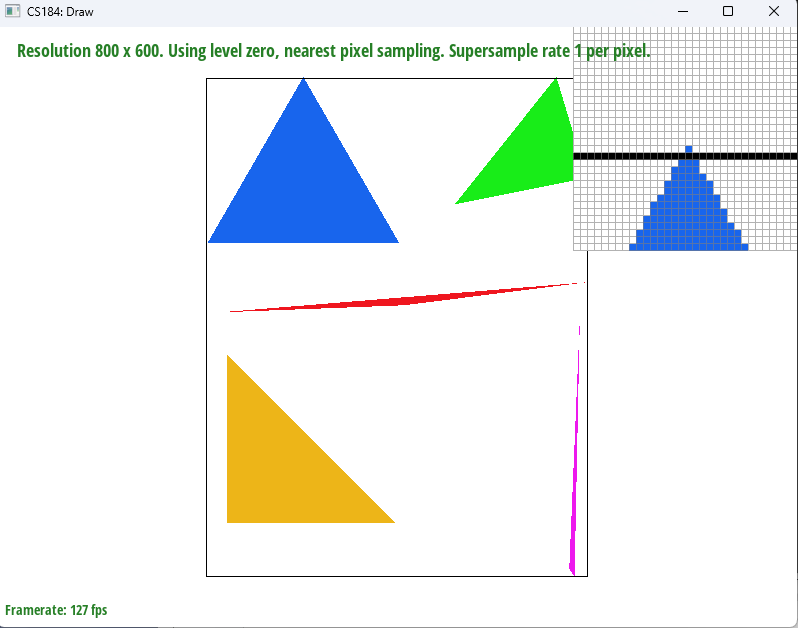 CS184: Draw
Resolution 800 x 600. Using level zero, nearest pixel sampling. Supersample rate 1 per pixel.
Framerate: 127 fps